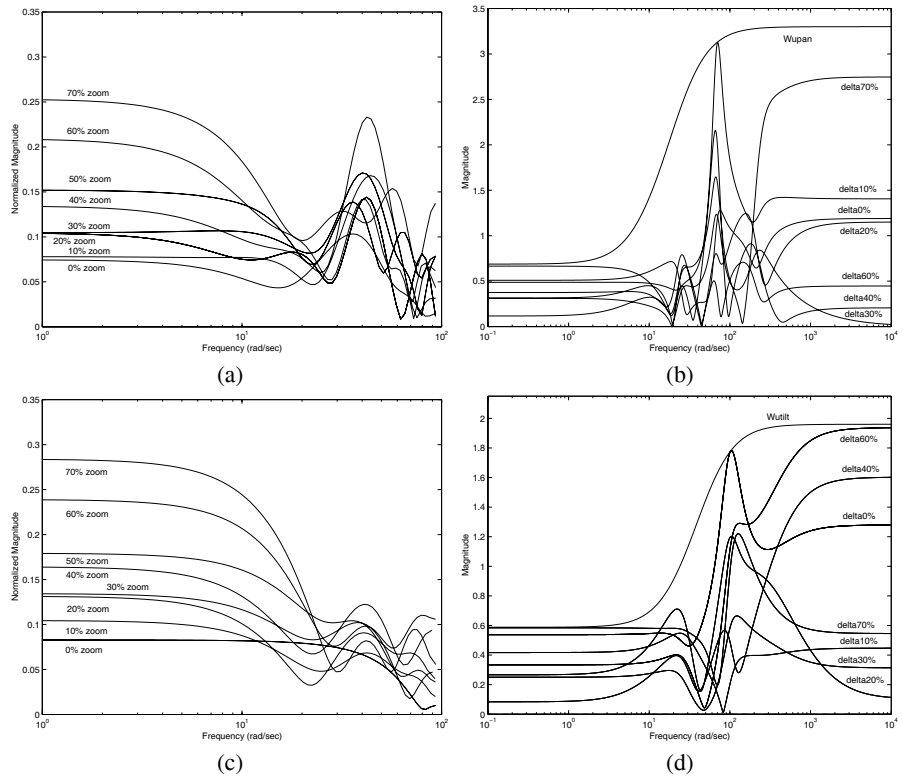 0.35
0.3
0.25
0.2
0.15
0.1
0.05
0
Normalized Magnitude
70% zoom
60% zoom
50% zoom
40% zoom
30% zoom
20% zoom
10% zoom
0% zoom
10^0
10^1
10^2
Frequency (rad/sec)
(a)
3.5
3
2.5
2
1.5
1
0.5
0
Magnitude
Wupan
delta70%
delta10%
delta0%
delta20%
delta60%
delta40%
delta30%
10^-1
10^0
10^1
10^2
10^3
10^4
Frequency (rad/sec)
(b)
0.35
0.3
0.25
0.2
0.15
0.1
0.05
0
Normalized Magnitude
70% zoom
60% zoom
50% zoom
40% zoom
30% zoom
20% zoom
10% zoom
0% zoom
10^0
10^1
10^2
Frequency (rad/sec)
(c)
2
1.8
1.6
1.4
1.2
1
0.8
0.6
0.4
0.2
0
Magnitude
Wutilt
delta60%
delta40%
delta0%
delta70%
delta10%
delta30%
delta20%
10^-1
10^0
10^1
10^2
10^3
10^4
Frequency (rad/sec)
(d)